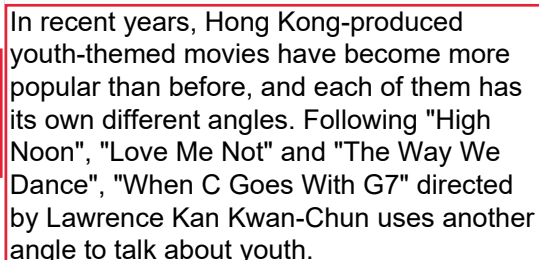 In recent years, Hong Kong-produced
youth-themed movies have become more
popular than before, and each of them has
its own different angles. Following "High
Noon", "Love Me Not" and "The Way We
Dance", "When C Goes With G7" directed
by Lawrence Kan Kwan-Chun uses another
angle to talk about youth.